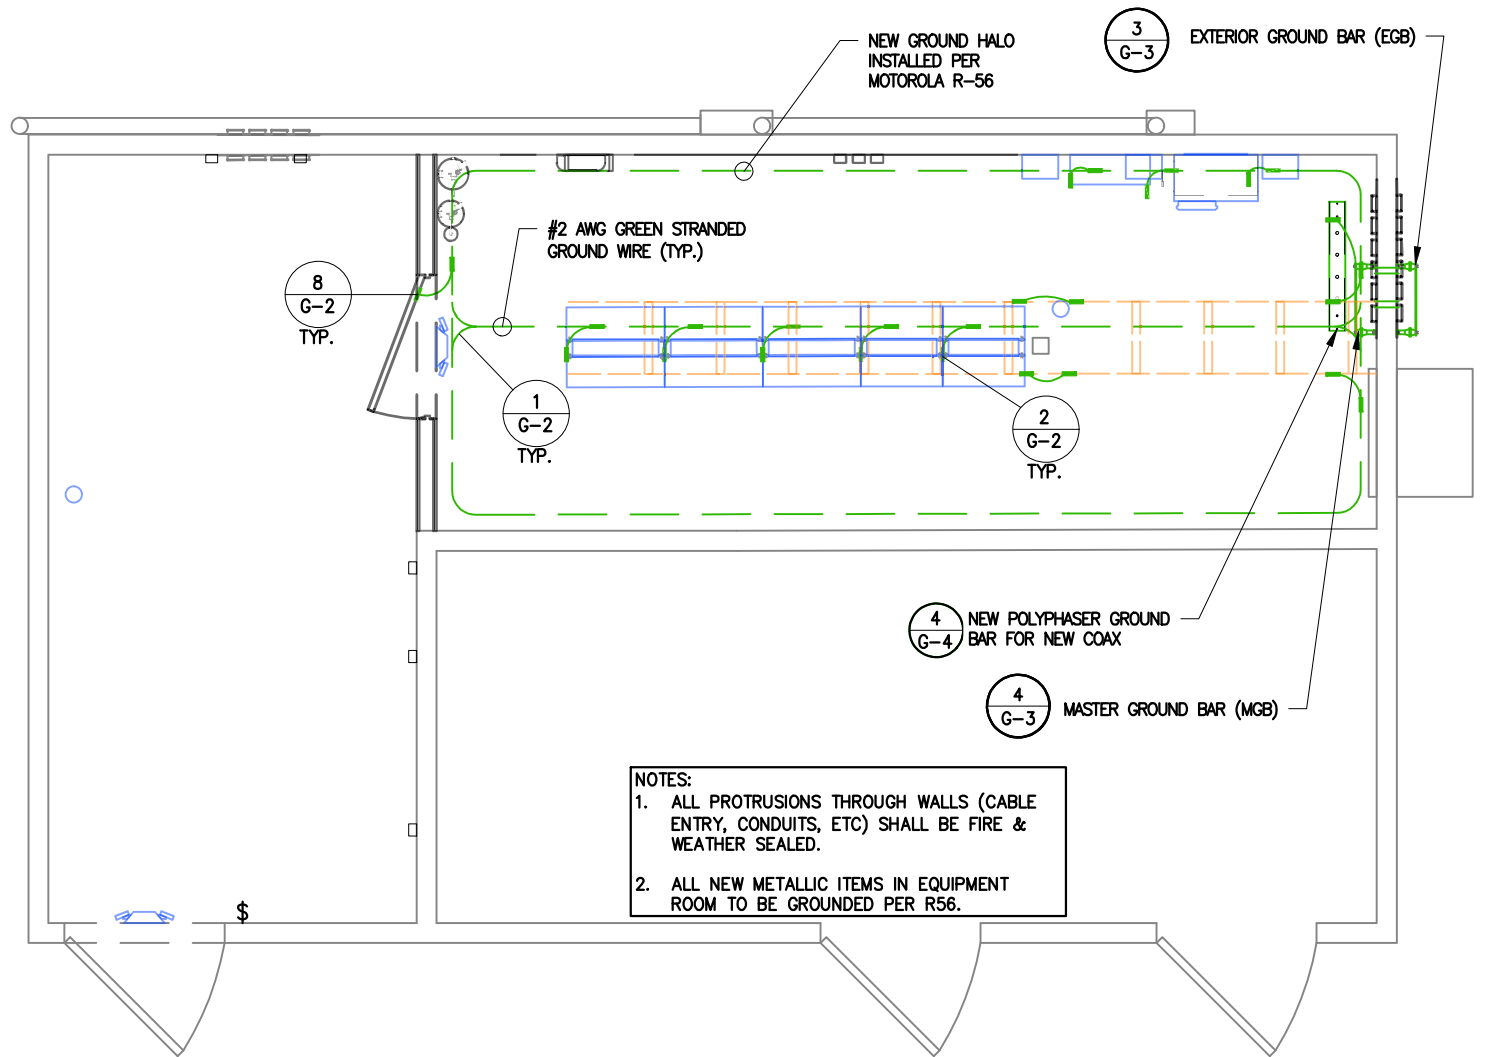 NEW GROUND HALO
INSTALLED PER
MOTOROLA R-56
3
G-3
EXTERIOR GROUND BAR (EGB)
#2 AWG GREEN STRANDED
GROUND WIRE (TYP.)
8
G-2
TYP.
1
G-2
TYP.
2
G-2
TYP.
4
G-4
NEW POLYPHASER GROUND
BAR FOR NEW COAX
4
G-3
MASTER GROUND BAR (MGB)
NOTES:
1. ALL PROTRUSIONS THROUGH WALLS (CABLE
ENTRY, CONDUITS, ETC) SHALL BE FIRE &
WEATHER SEALED.
2. ALL NEW METALLIC ITEMS IN EQUIPMENT
ROOM TO BE GROUNDED PER R56.
$